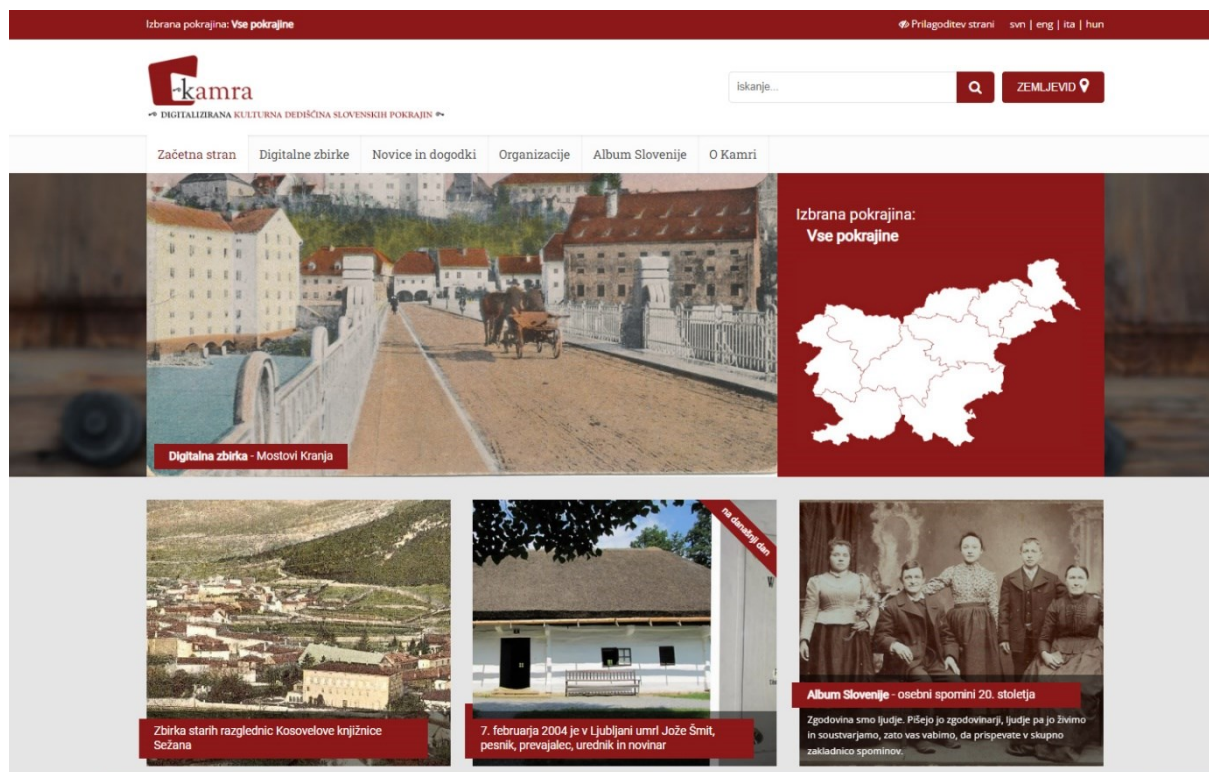 Izbrana pokrajina: Vse pokrajine
Prilagoditev strani svn | eng | ita | hun
kamra
DIGITALIZIRANA KULTURNA DEDIŠČINA SLOVENSKIH POKRAJIN
iskanje...
ZEMLJEVID
Začetna stran Digitalne zbirke Novice in dogodki Organizacije Album Slovenije O Kamri
Izbrana pokrajina:
Vse pokrajine
Digitalna zbirka - Mostovi Kranja
Zbirka starih razglednic Kosovelove knjižnice
Sežana
na današnji dan
7. februarja 2004 je v Ljubljani umrl Jože Šmit,
pesnik, prevajalec, urednik in novinar
Album Slovenije - osebni spomini 20. stoletja
Zgodovina smo ljudje. Pišejo jo zgodovinarji, ljudje pa jo živimo
in soustvarjamo, zato vas vabimo, da prispevate v skupno
zakladnico spominov.